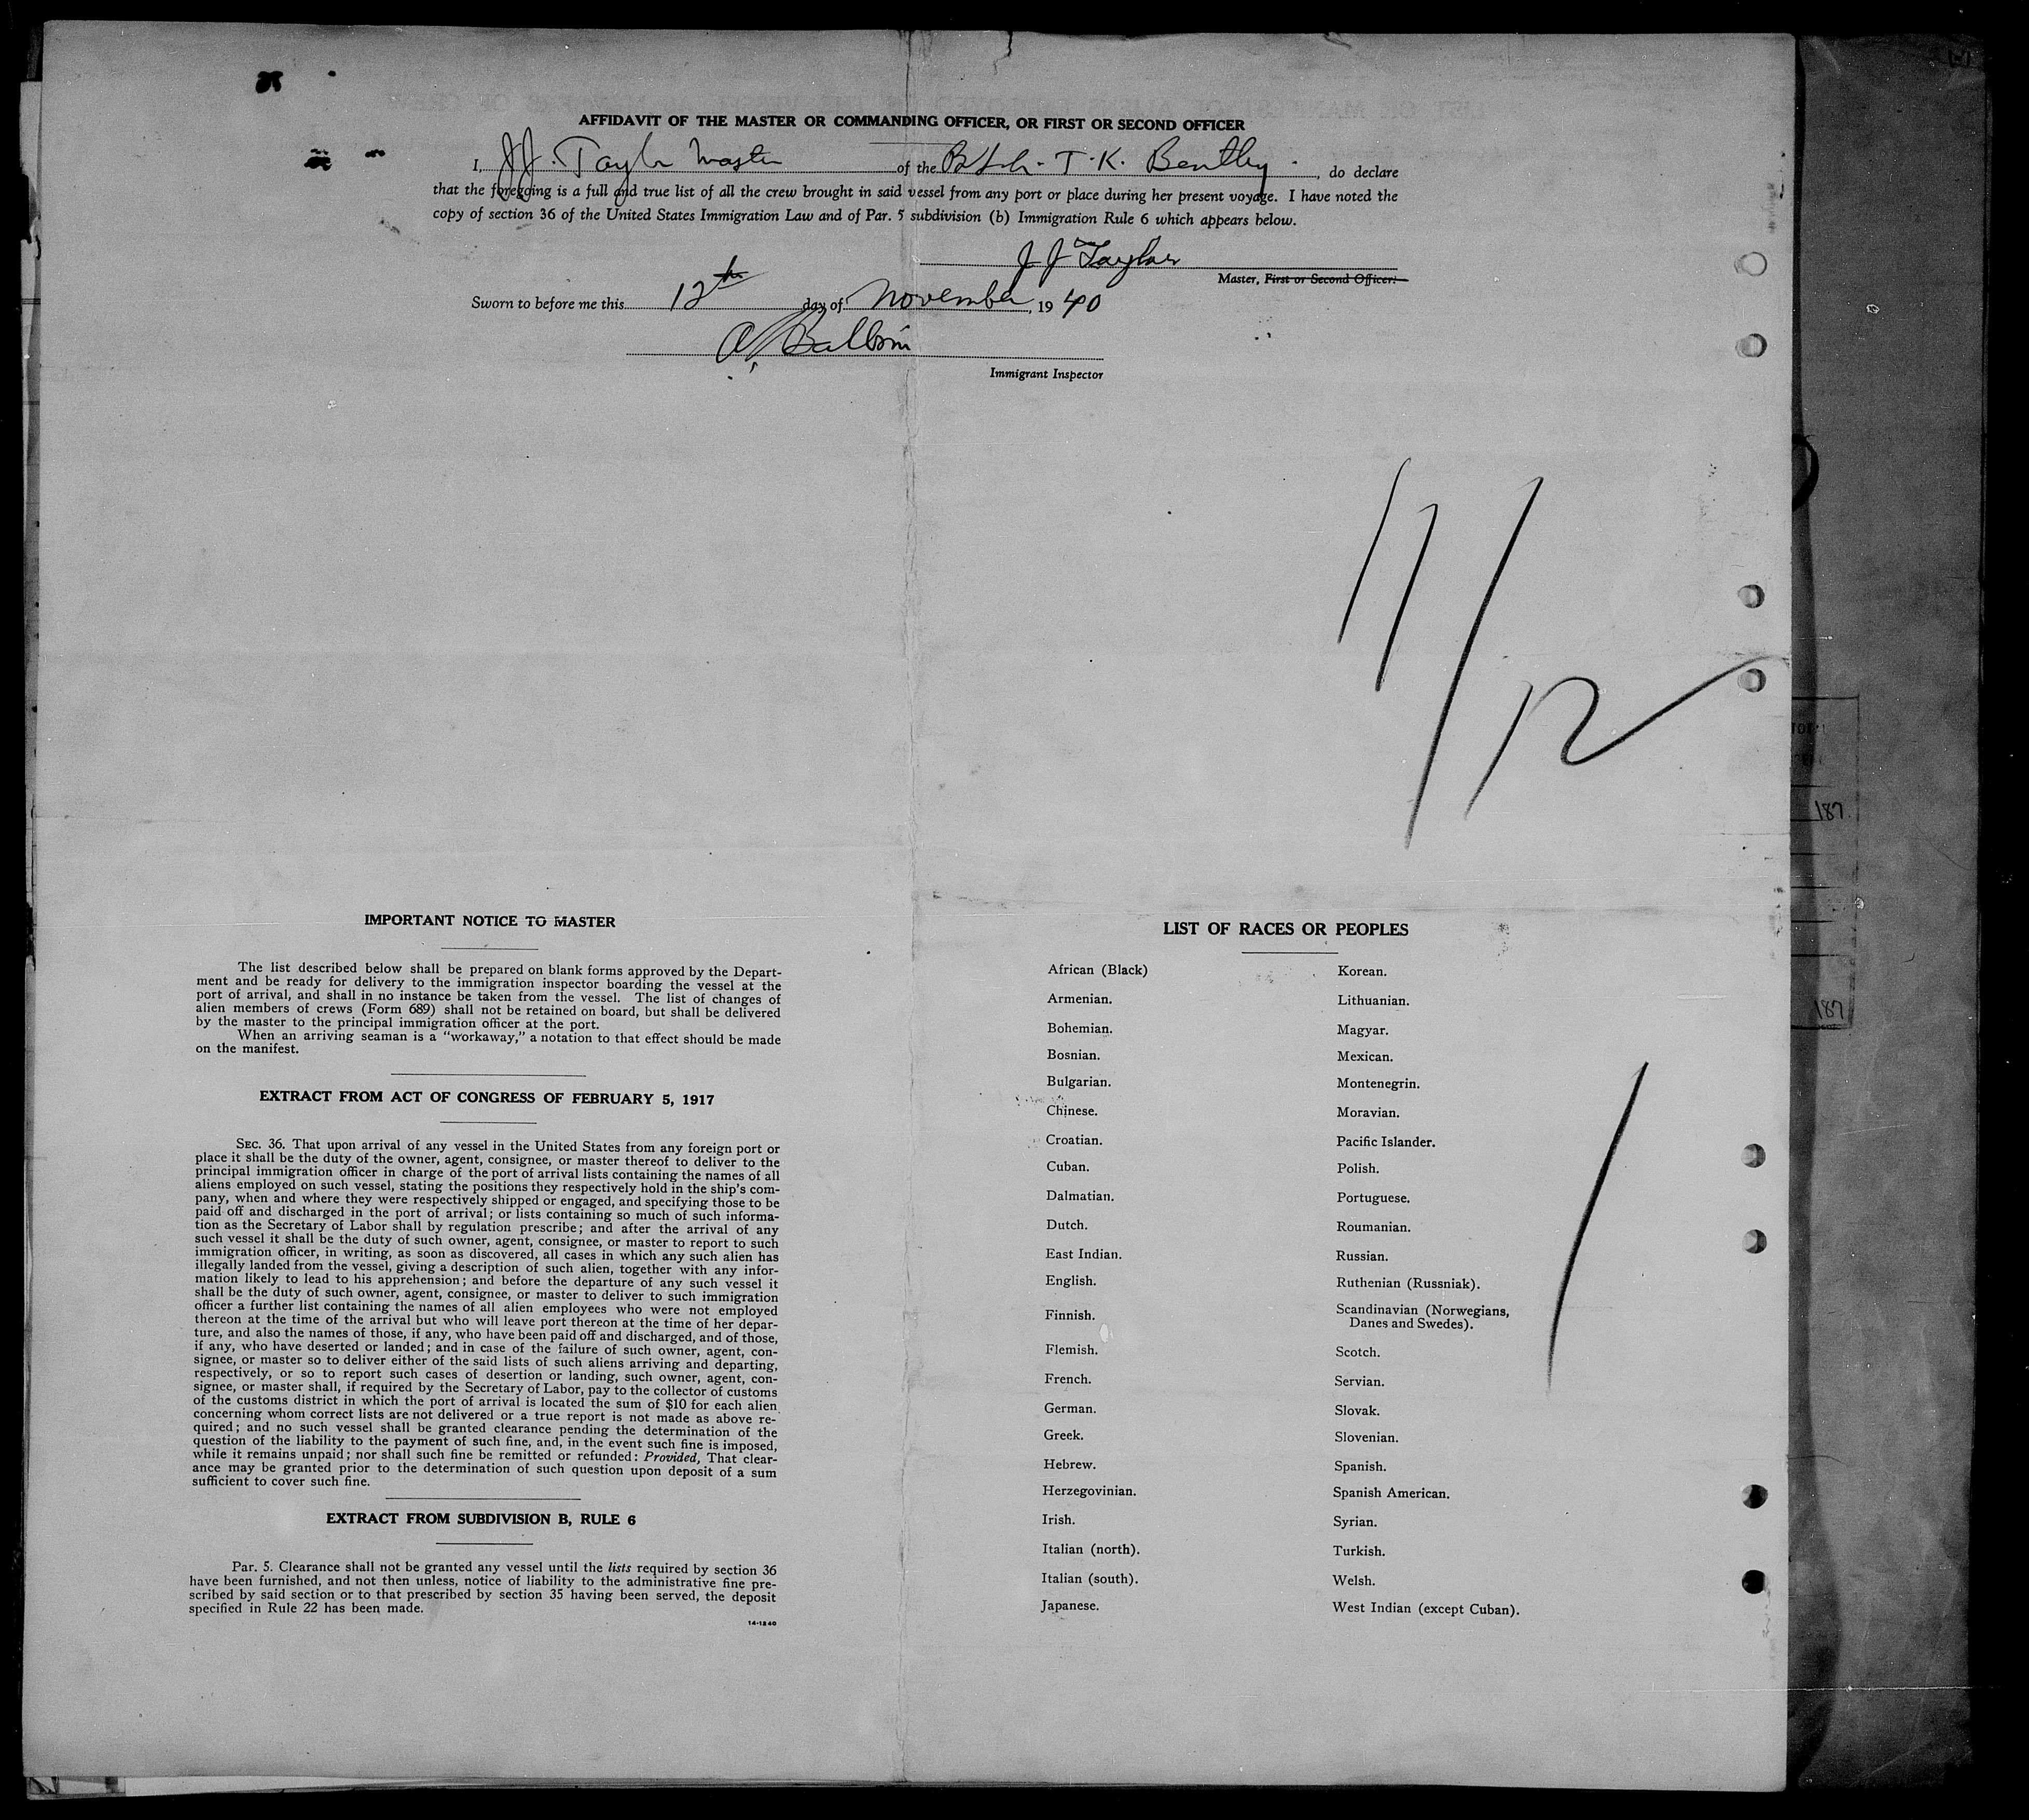 AFFIDAVIT OF THE MASTER OR COMMANDING OFFICER, OR FIRST OR SECOND OFFICER
I, J.J. Taylor Master of the T.K. Bentley, do declare
that the foregoing is a full and true list of all the crew brought in said vessel from any port or place during her present voyage. I have noted the
copy of section 36 of the United States Immigration Law and of Par. 5 subdivision (b) Immigration Rule 6 which appears below.
J J Taylor
Master, First or Second Officer.
Sworn to before me this 12th day of November, 1940
Immigrant Inspector
11/12
IMPORTANT NOTICE TO MASTER
The list described below shall be prepared on blank forms approved by the Depart-
ment and be ready for delivery to the immigration inspector boarding the vessel at the
port of arrival, and shall in no instance be taken from the vessel. The list of changes of
alien members of crews (Form 689) shall not be retained on board, but shall be delivered
by the master to the principal immigration officer at the port.
When an arriving seaman is a "workaway," a notation to that effect should be made
on the manifest.
EXTRACT FROM ACT OF CONGRESS OF FEBRUARY 5, 1917
SEC. 36. That upon arrival of any vessel in the United States from any foreign port or
place it shall be the duty of the owner, agent, consignee, or master thereof to deliver to the
principal immigration officer in charge of the port of arrival lists containing the names of all
aliens employed on such vessel, stating the positions they respectively hold in the ship's com-
pany, when and where they were respectively shipped or engaged, and specifying those to be
paid off and discharged in the port of arrival; or lists containing so much of such informa-
tion as the Secretary of Labor shall by regulation prescribe; and after the arrival of any
such vessel it shall be the duty of such owner, agent, consignee, or master to report to such
immigration officer, in writing, as soon as discovered, all cases in which any such alien has
illegally landed from the vessel, giving a description of such alien, together with any infor-
mation likely to lead to his apprehension; and before the departure of any such vessel it
shall be the duty of such owner, agent, consignee, or master to deliver to such immigration
officer a further list containing the names of all alien employees who were not employed
thereon at the time of the arrival but who will leave port thereon at the time of her depar-
ture, and also the names of those, if any, who have been paid off and discharged, and of those,
if any, who have deserted or landed; and in case of the failure of such owner, agent, con-
signee, or master so to deliver either of the said lists of such aliens arriving and departing,
respectively, or so to report such cases of desertion or landing, such owner, agent, con-
signee, or master shall, if required by the Secretary of Labor, pay to the collector of customs
of the customs district in which the port of arrival is located the sum of $10 for each alien
concerning whom correct lists are not delivered or a true report is not made as above re-
quired; and no such vessel shall be granted clearance pending the determination of the
question of the liability to the payment of such fine, and, in the event such fine is imposed,
while it remains unpaid; nor shall such fine be remitted or refunded: Provided, That clear-
ance may be granted prior to the determination of such question upon deposit of a sum
sufficient to cover such fine.
EXTRACT FROM SUBDIVISION B, RULE 6
Par. 5. Clearance shall not be granted any vessel until the lists required by section 36
have been furnished, and not then unless, notice of liability to the administrative fine pre-
scribed by said section or to that prescribed by section 35 having been served, the deposit
specified in Rule 22 has been made.
14-1240
LIST OF RACES OR PEOPLES
African (Black)
Armenian.
Bohemian.
Bosnian.
Bulgarian.
Chinese.
Croatian.
Cuban.
Dalmatian.
Dutch.
East Indian.
English.
Finnish.
Flemish.
French.
German.
Greek.
Hebrew.
Herzegovinian.
Irish.
Italian (north).
Italian (south).
Japanese.
Korean.
Lithuanian.
Magyar.
Mexican.
Montenegrin.
Moravian.
Pacific Islander.
Polish.
Portuguese.
Roumanian.
Russian.
Ruthenian (Russniak).
Scandinavian (Norwegians,
Danes and Swedes).
Scotch.
Servian.
Slovak.
Slovenian.
Spanish.
Spanish American.
Syrian.
Turkish.
Welsh.
West Indian (except Cuban).
187
187